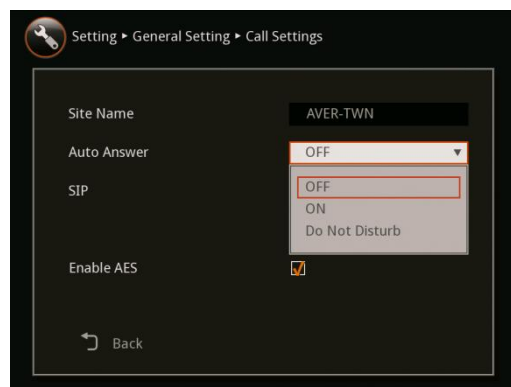 Setting ▸ General Setting ▸ Call Settings
Site Name AVER-TWN
Auto Answer OFF
SIP
OFF
ON
Do Not Disturb
Enable AES
Back